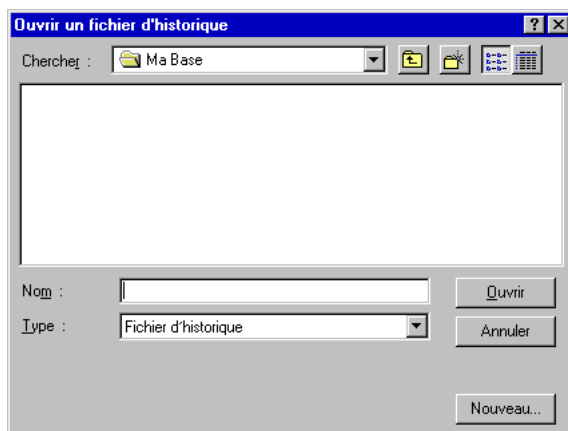 Ouvrir un fichier d'historique
Chercher : Ma Base
Nom : Ouvrir
Type : Fichier d'historique Annuler
Nouveau...